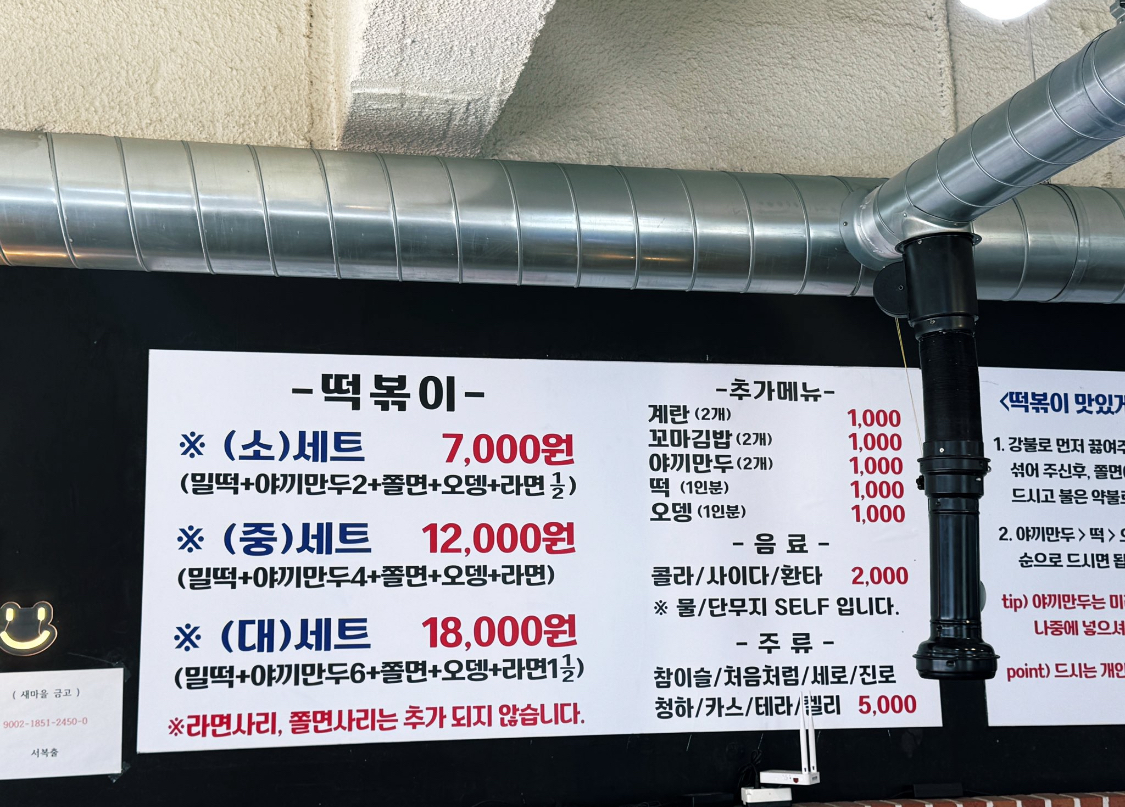 -떡볶이-
※ (소)세트 7,000원
(밀떡+야끼만두2+쫄면+오뎅+라면 1/2)
※ (중)세트 12,000원
(밀떡+야끼만두4+쫄면+오뎅+라면)
※ (대)세트 18,000원
(밀떡+야끼만두6+쫄면+오뎅+라면1 1/2)
※라면사리, 쫄면사리는 추가 되지 않습니다.
-추가메뉴-
계란 (2개) 1,000
꼬마김밥 (2개) 1,000
야끼만두 (2개) 1,000
떡 (1인분) 1,000
오뎅 (1인분) 1,000
- 음 료 -
콜라/사이다/환타 2,000
※ 물/단무지 SELF 입니다.
- 주 류 -
참이슬/처음처럼/세로/진로
청하/카스/테라/켈리 5,000
<떡볶이 맛있게
1. 강불로 먼저 끓여주
섞어 주신후, 쫄면
드시고 불은 약불로
2. 야끼만두 > 떡 >
순으로 드시면 됩
tip) 야끼만두는 미
나중에 넣으셔
point) 드시는 개인
( 새마을 금고 )
9002-1851-2450-0
서복출